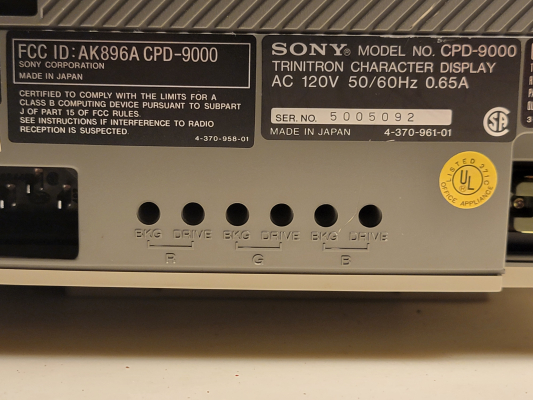 FCC ID: AK896A CPD-9000
SONY CORPORATION
MADE IN JAPAN
CERTIFIED TO COMPLY WITH THE LIMITS FOR A
CLASS B COMPUTING DEVICE PURSUANT TO SUBPART
J OF PART 15 OF FCC RULES.
SEE INSTRUCTIONS IF INTERFERENCE TO RADIO
RECEPTION IS SUSPECTED.
4-370-958-01
SONY® MODEL NO. CPD-9000
TRINITRON CHARACTER DISPLAY
AC 120V 50/60Hz 0.65A
SER. NO. 5005092
MADE IN JAPAN 4-370-961-01
LISTED
UL
OFFICE APPLIANCE
BKG DRIVE BKG DRIVE BKG DRIVE
R G B